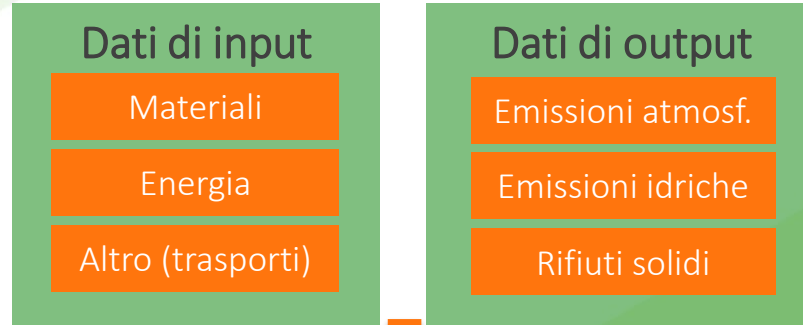 Dati di input
Materiali
Energia
Altro (trasporti)
Dati di output
Emissioni atmosf.
Emissioni idriche
Rifiuti solidi